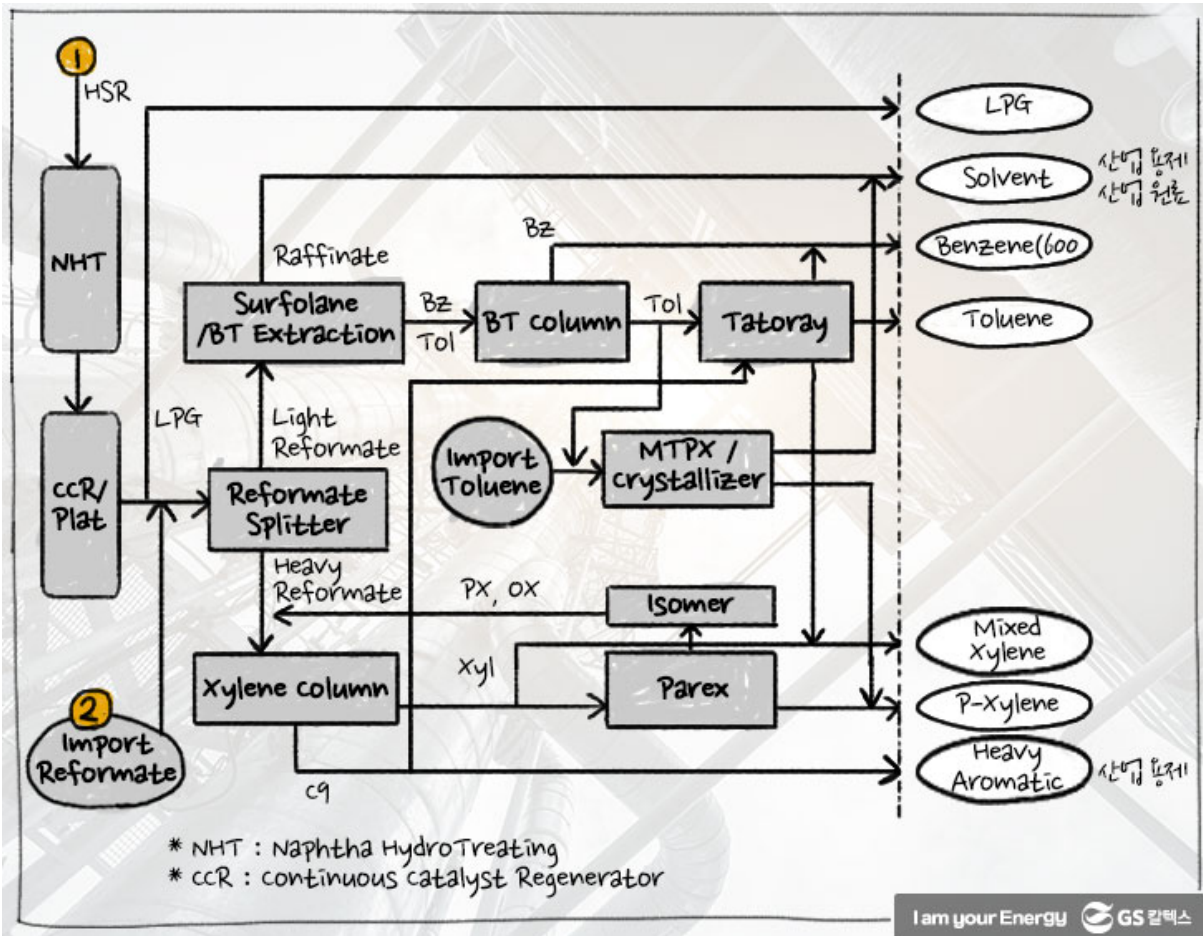 1
HSR
LPG
Solvent
산업 용제
산업 원료
NHT
Raffinate
Bz
Benzene(600
Surfolane
/BT Extraction
Bz
Tol
BT column
Tol
Tatoray
Toluene
LPG
Light
Reformate
Import
Toluene
MTPX /
crystallizer
CCR/
Plat
Reformate
Splitter
Heavy
Reformate
PX, OX
Isomer
Mixed
Xylene
Xylene column
Xyl
Parex
P-Xylene
2
Import
Reformate
C9
Heavy
Aromatic
산업 용제
* NHT : Naphtha HydroTreating
* CCR : Continuous Catalyst Regenerator
I am your Energy GS 칼텍스